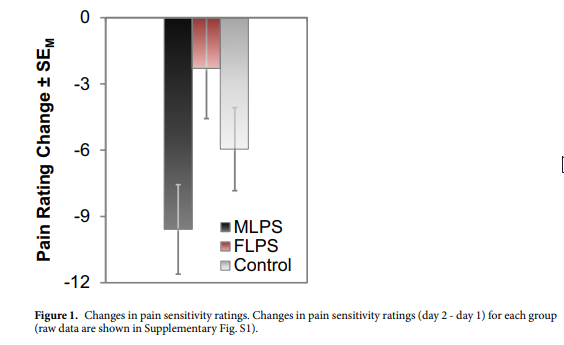 0
-3
-6
-9
-12
Pain Rating Change ± SEM
MLPS
FLPS
Control
Figure 1. Changes in pain sensitivity ratings. Changes in pain sensitivity ratings (day 2 - day 1) for each group
(raw data are shown in Supplementary Fig. S1).